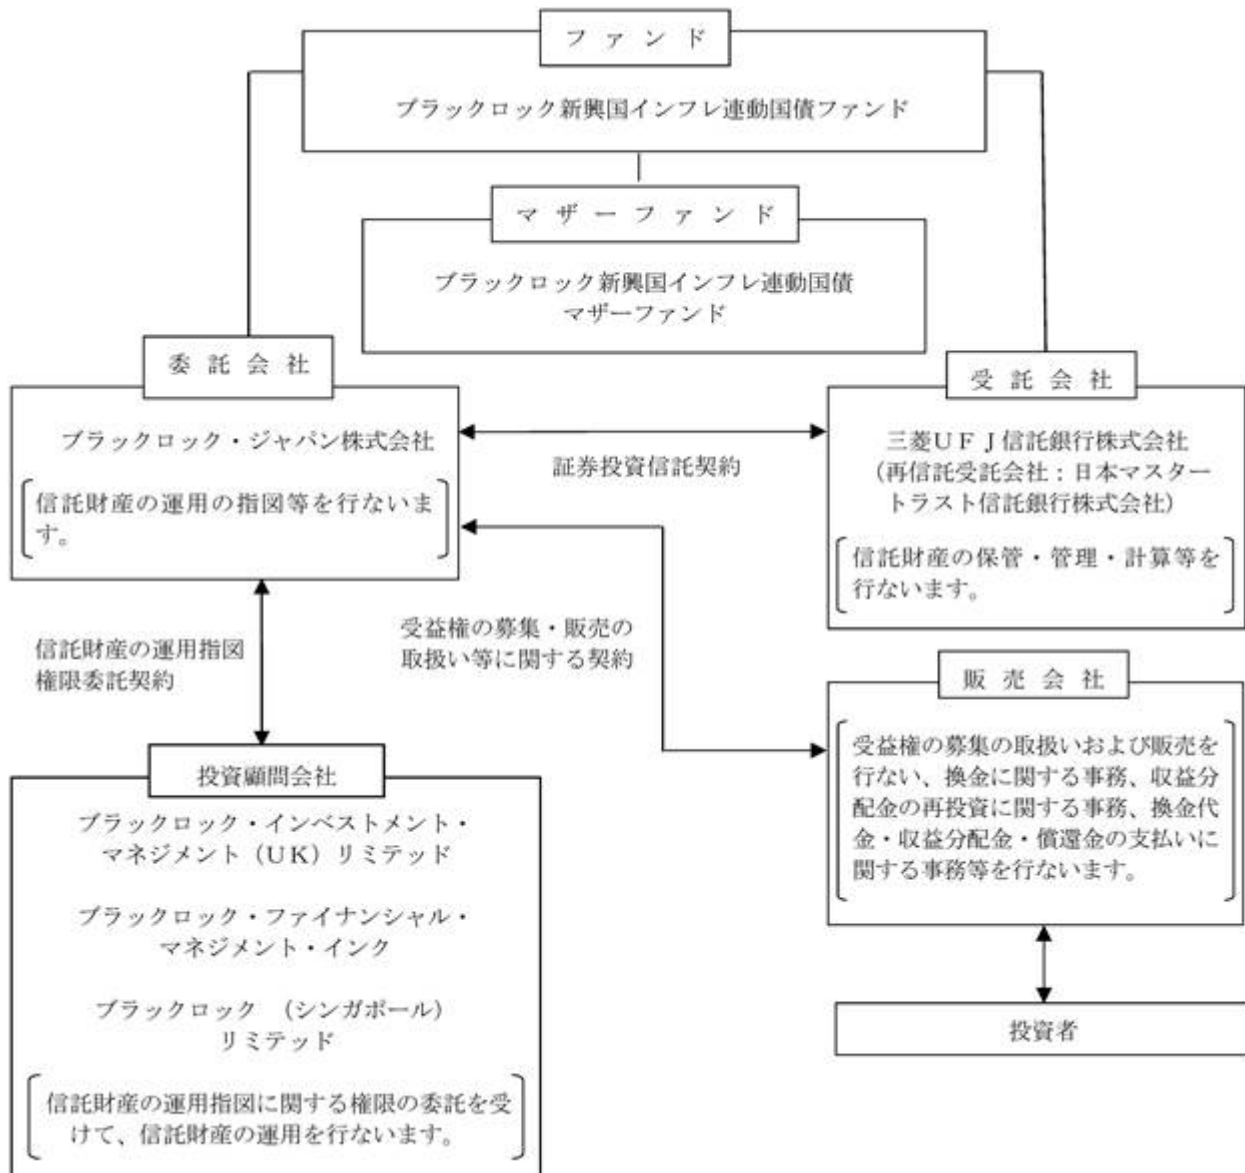 ファンド
ブラックロック新興国インフレ連動国債ファンド
マザーファンド
ブラックロック新興国インフレ連動国債
マザーファンド
委託会社
ブラックロック・ジャパン株式会社
信託財産の運用の指図等を行ないま
す。
証券投資信託契約
受託会社
三菱UFJ信託銀行株式会社
(再信託受託会社:日本マスター
トラスト信託銀行株式会社)
信託財産の保管・管理・計算等を
行ないます。
信託財産の運用指図
権限委託契約
受益権の募集・販売の
取扱い等に関する契約
販売会社
受益権の募集の取扱いおよび販売を
行ない、換金に関する事務、収益分
配金の再投資に関する事務、換金代
金・収益分配金・償還金の支払いに
関する事務等を行ないます。
投資顧問会社
ブラックロック・インベストメント・
マネジメント(UK)リミテッド
ブラックロック・ファイナンシャル・
マネジメント・インク
ブラックロック (シンガポール)
リミテッド
信託財産の運用指図に関する権限の委託を受
けて、信託財産の運用を行ないます。
投資者